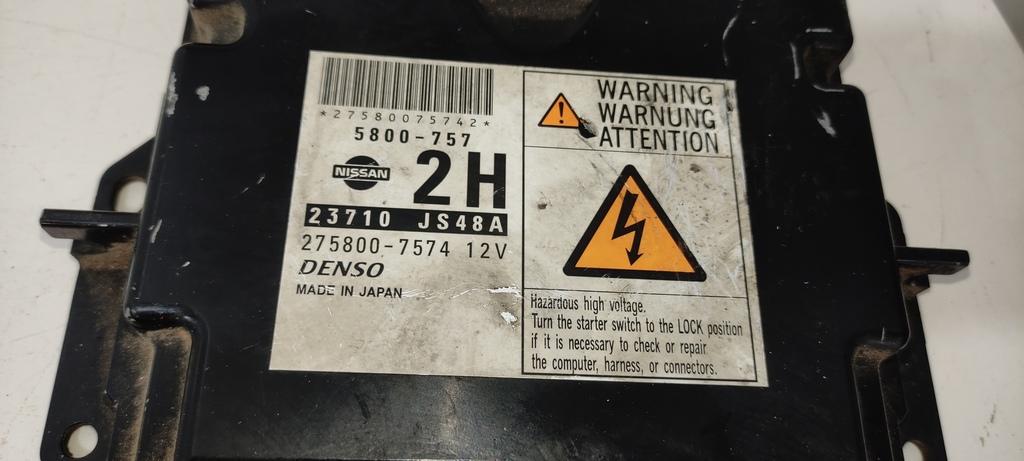 *27580075742*
5800-757
NISSAN
2H
23710 JS48A
275800-7574 12V
DENSO
MADE IN JAPAN
WARNING
WARNUNG
ATTENTION
Hazardous high voltage.
Turn the starter switch to the LOCK position
if it is necessary to check or repair
the computer, harness, or connectors.